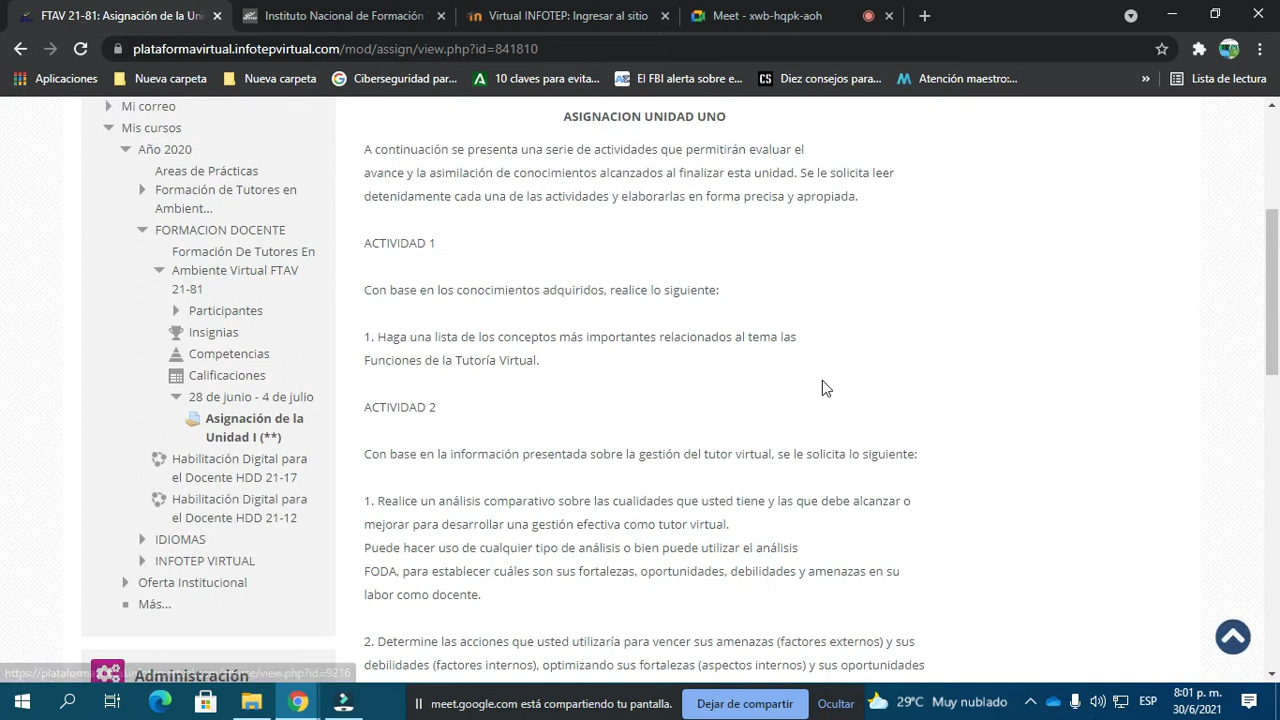 FTAV 21-81: Asignación de la Uni
Instituto Nacional de Formación
Virtual INFOTEP: Ingresar al sitio
Meet - xwb-hqpk-aoh
plataformavirtual.infotepvirtual.com/mod/assign/view.php?id=841810
Aplicaciones
Nueva carpeta
Nueva carpeta
Ciberseguridad par...
10 claves para evita...
El FBI alerta sobre e...
Diez consejos para...
Atención maestro:...
»
Lista de lectura
Mi correo
Mis cursos
Año 2020
Areas de Prácticas
Formación de Tutores en
Ambient...
FORMACION DOCENTE
Formación De Tutores En
Ambiente Virtual FTAV
21-81
Participantes
Insignias
Competencias
Calificaciones
28 de junio - 4 de julio
Asignación de la
Unidad I (**)
Habilitación Digital para
el Docente HDD 21-17
Habilitación Digital para
el Docente HDD 21-12
IDIOMAS
INFOTEP VIRTUAL
Oferta Institucional
Más...
Administración
ASIGNACION UNIDAD UNO
A continuación se presenta una serie de actividades que permitirán evaluar el
avance y la asimilación de conocimientos alcanzados al finalizar esta unidad. Se le solicita leer
detenidamente cada una de las actividades y elaborarlas en forma precisa y apropiada.
ACTIVIDAD 1
Con base en los conocimientos adquiridos, realice lo siguiente:
1. Haga una lista de los conceptos más importantes relacionados al tema las
Funciones de la Tutoría Virtual.
ACTIVIDAD 2
Con base en la información presentada sobre la gestión del tutor virtual, se le solicita lo siguiente:
1. Realice un análisis comparativo sobre las cualidades que usted tiene y las que debe alcanzar o
mejorar para desarrollar una gestión efectiva como tutor virtual.
Puede hacer uso de cualquier tipo de análisis o bien puede utilizar el análisis
FODA, para establecer cuáles son sus fortalezas, oportunidades, debilidades y amenazas en su
labor como docente.
2. Determine las acciones que usted utilizaría para vencer sus amenazas (factores externos) y sus
debilidades (factores internos), optimizando sus fortalezas (aspectos internos) y sus oportunidades
meet.google.com está compartiendo tu pantalla.
Dejar de compartir
Ocultar
29°C Muy nublado
ESP
8:01 p. m.
30/6/2021